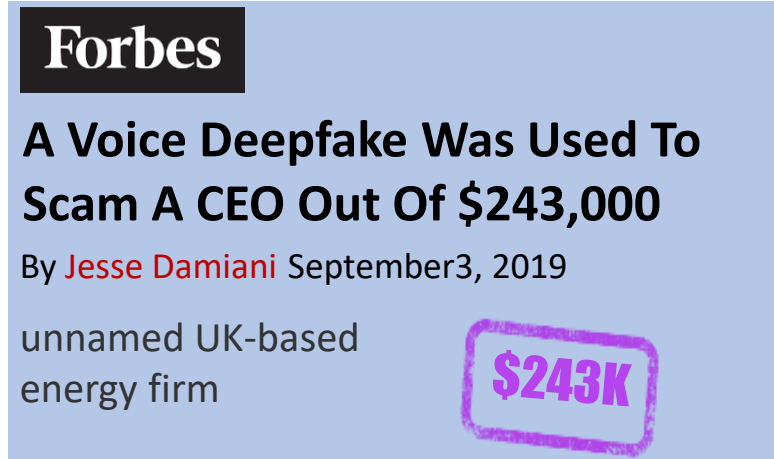 Forbes
A Voice Deepfake Was Used To
Scam A CEO Out Of $243,000
By Jesse Damiani September3, 2019
unnamed UK-based
energy firm
$243K